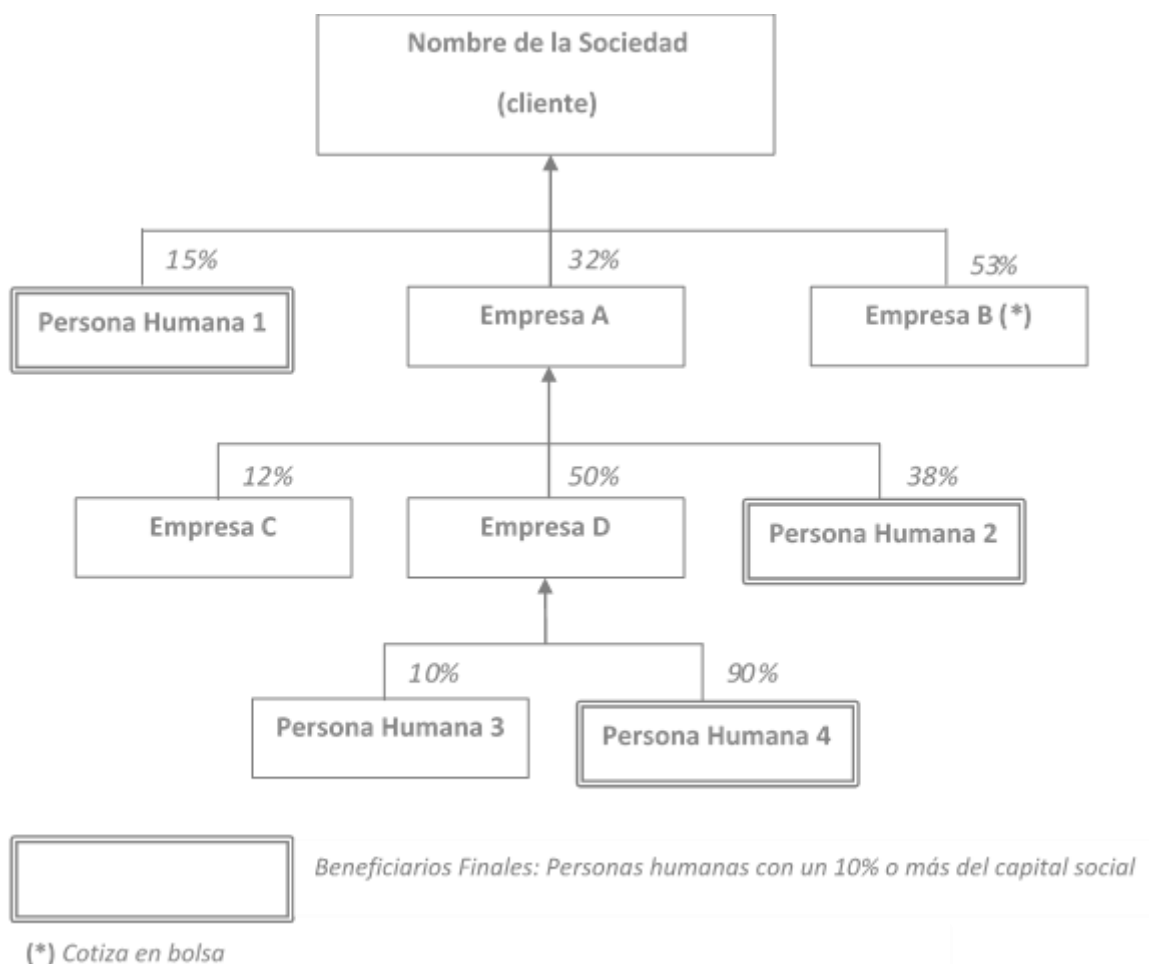 Nombre de la Sociedad
(cliente)
15%
32%
53%
Persona Humana 1
Empresa A
Empresa B (*)
12%
50%
38%
Empresa C
Empresa D
Persona Humana 2
10%
90%
Persona Humana 3
Persona Humana 4
Beneficiarios Finales: Personas humanas con un 10% o más del capital social
(*) Cotiza en bolsa